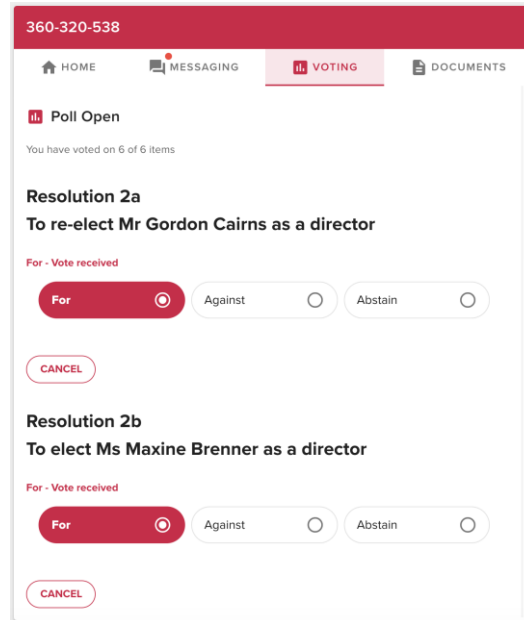 360-320-538
HOME MESSAGING VOTING DOCUMENTS
Poll Open
You have voted on 6 of 6 items
Resolution 2a
To re-elect Mr Gordon Cairns as a director
For - Vote received
For Against Abstain
CANCEL
Resolution 2b
To elect Ms Maxine Brenner as a director
For - Vote received
For Against Abstain
CANCEL